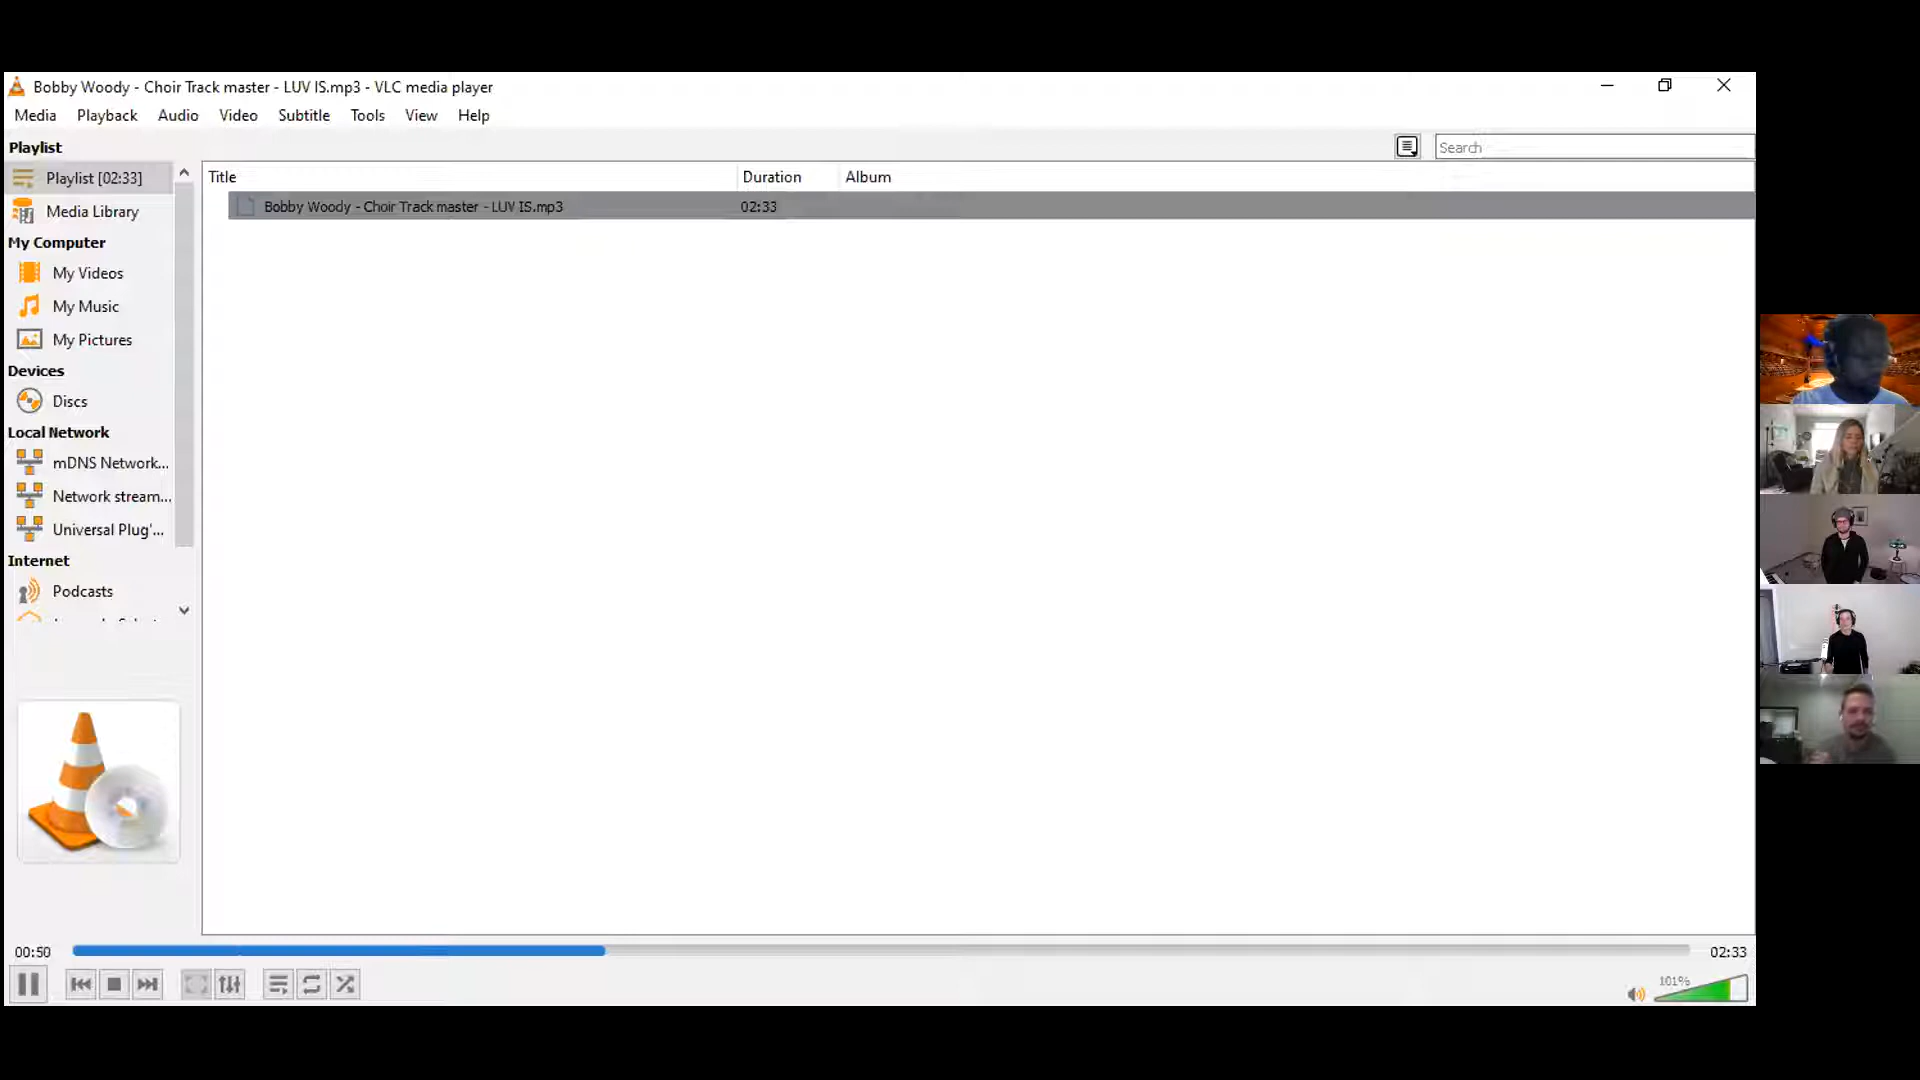 Bobby Woody - Choir Track master - LUV IS.mp3 - VLC media player
Media Playback Audio Video Subtitle Tools View Help
Playlist
Search
Playlist [02:33]
Title Duration Album
Bobby Woody - Choir Track master - LUV IS.mp3 02:33
Media Library
My Computer
My Videos
My Music
My Pictures
Devices
Discs
Local Network
mDNS Network...
Network stream...
Universal Plug'...
Internet
Podcasts
00:50
02:33
101%